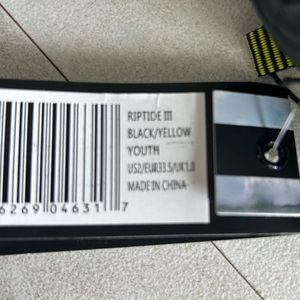 RIPTIDE III
BLACK/YELLOW
YOUTH
US2/EUR33.5/UK1.0
MADE IN CHINA
6269 04631 7